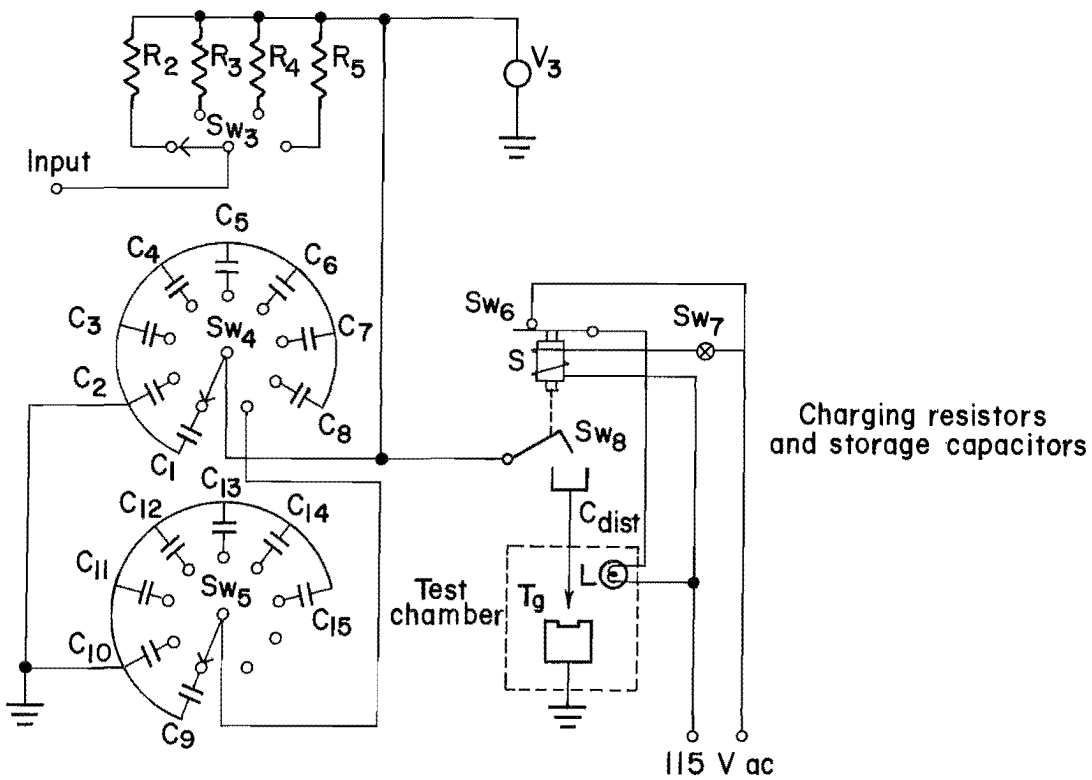 R2 R3 R4 R5 V3
Sw3
Input
C5
C4 C6
C3 Sw4 C7
C2 C8
C1
Sw6 Sw7
S
Sw8
Charging resistors
and storage capacitors
C13
C12 C14
C11 Sw5 C15
C10
C9
Cdist
Test
chamber
L
Tg
115 V ac